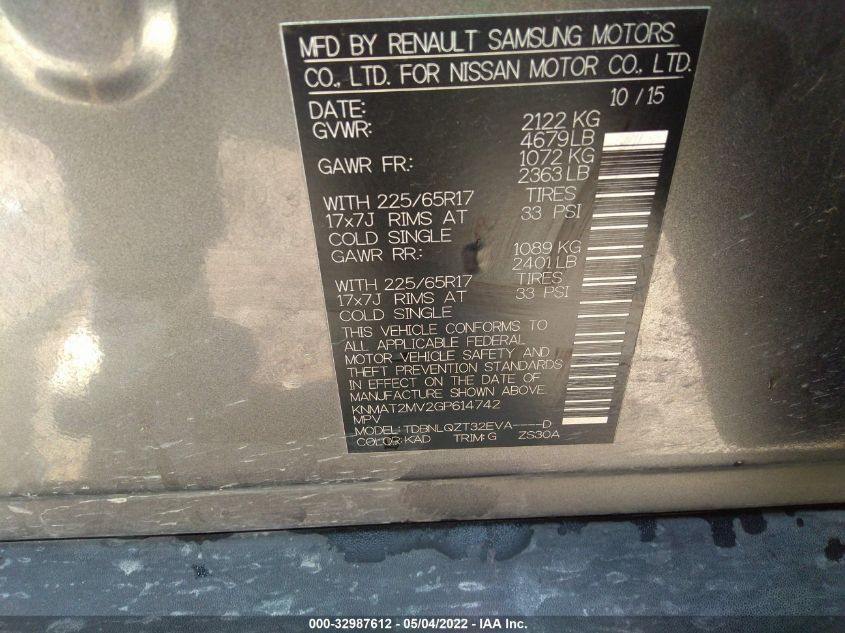 MFD BY RENAULT SAMSUNG MOTORS
CO., LTD. FOR NISSAN MOTOR CO., LTD.
DATE: 10 / 15
GVWR: 2122 KG
4679 LB
GAWR FR: 1072 KG
2363 LB
WITH 225/65R17 TIRES
17x7J RIMS AT 33 PSI
COLD SINGLE
GAWR RR: 1089 KG
2401 LB
WITH 225/65R17 TIRES
17x7J RIMS AT 33 PSI
COLD SINGLE
THIS VEHICLE CONFORMS TO
ALL APPLICABLE FEDERAL
MOTOR VEHICLE SAFETY AND
THEFT PREVENTION STANDARDS
IN EFFECT ON THE DATE OF
MANUFACTURE SHOWN ABOVE.
KNMAT2MV2GP614742
MPV
MODEL: TDBNLQZT32EVA----D
COLOR: KAD TRIM: G ZS30A
000-32987612 - 05/04/2022 - IAA Inc.